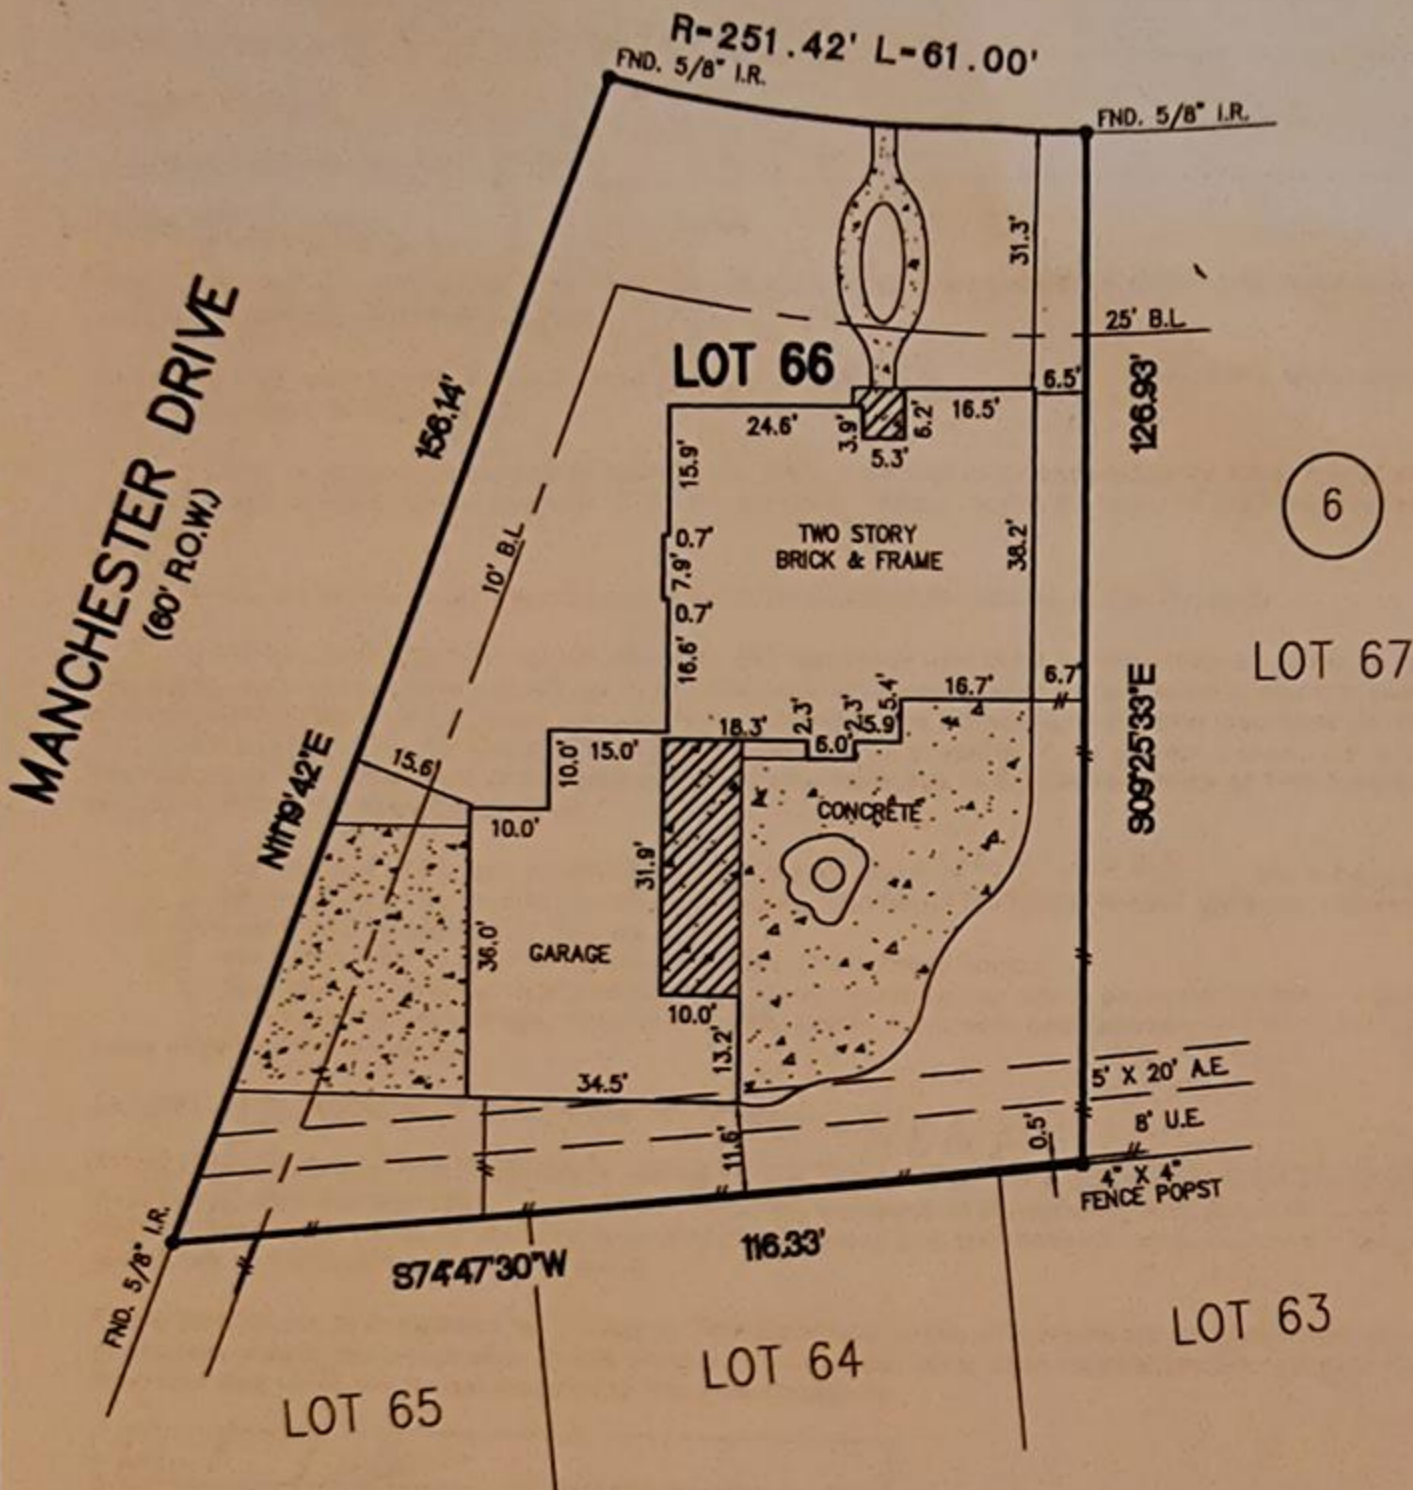 R=251.42' L=61.00'
FND. 5/8" I.R.
FND. 5/8" I.R.
31.3'
25' B.L.
LOT 66
6.5'
156.14'
126.93'
24.6'
3.9'
6.2'
16.5'
5.3'
15.9'
MANCHESTER DRIVE
(60' R.O.W.)
10' B.L.
0.7'
7.9'
0.7'
16.6'
TWO STORY
BRICK & FRAME
38.2'
6
LOT 67
S09°25'33"E
6.7'
16.7'
5.4'
18.3'
2.3'
6.0'
2.3'
5.9'
15.6'
10.0'
15.0'
10.0'
CONCRETE
31.9'
36.0'
GARAGE
10.0'
13.2'
34.5'
5' X 20' A.E.
8' U.E.
11.6'
0.5'
4" X 4"
FENCE POPST
FND. 5/8" I.R.
S74°47'30"W
116.33'
LOT 65
LOT 64
LOT 63